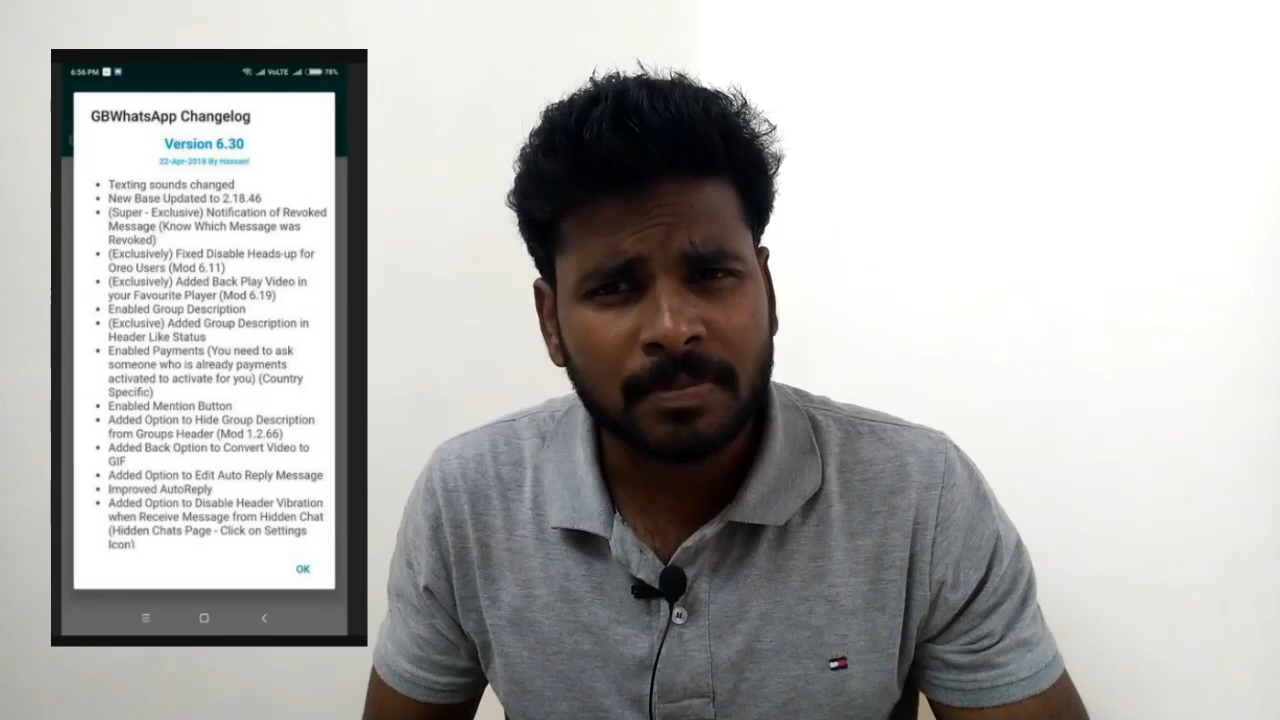 6:56 PM
VoLTE 78%
GBWhatsApp Changelog
Version 6.30
22-Apr-2018 By Hassan!
• Texting sounds changed
• New Base Updated to 2.18.46
• (Super - Exclusive) Notification of Revoked
Message (Know Which Message was
Revoked)
• (Exclusively) Fixed Disable Heads-up for
Oreo Users (Mod 6.11)
• (Exclusively) Added Back Play Video in
your Favourite Player (Mod 6.19)
• Enabled Group Description
• (Exclusive) Added Group Description in
Header Like Status
• Enabled Payments (You need to ask
someone who is already payments
activated to activate for you) (Country
Specific)
• Enabled Mention Button
• Added Option to Hide Group Description
from Groups Header (Mod 1.2.66)
• Added Back Option to Convert Video to
GIF
• Added Option to Edit Auto Reply Message
• Improved AutoReply
• Added Option to Disable Header Vibration
when Receive Message from Hidden Chat
(Hidden Chats Page - Click on Settings
Icon)
OK